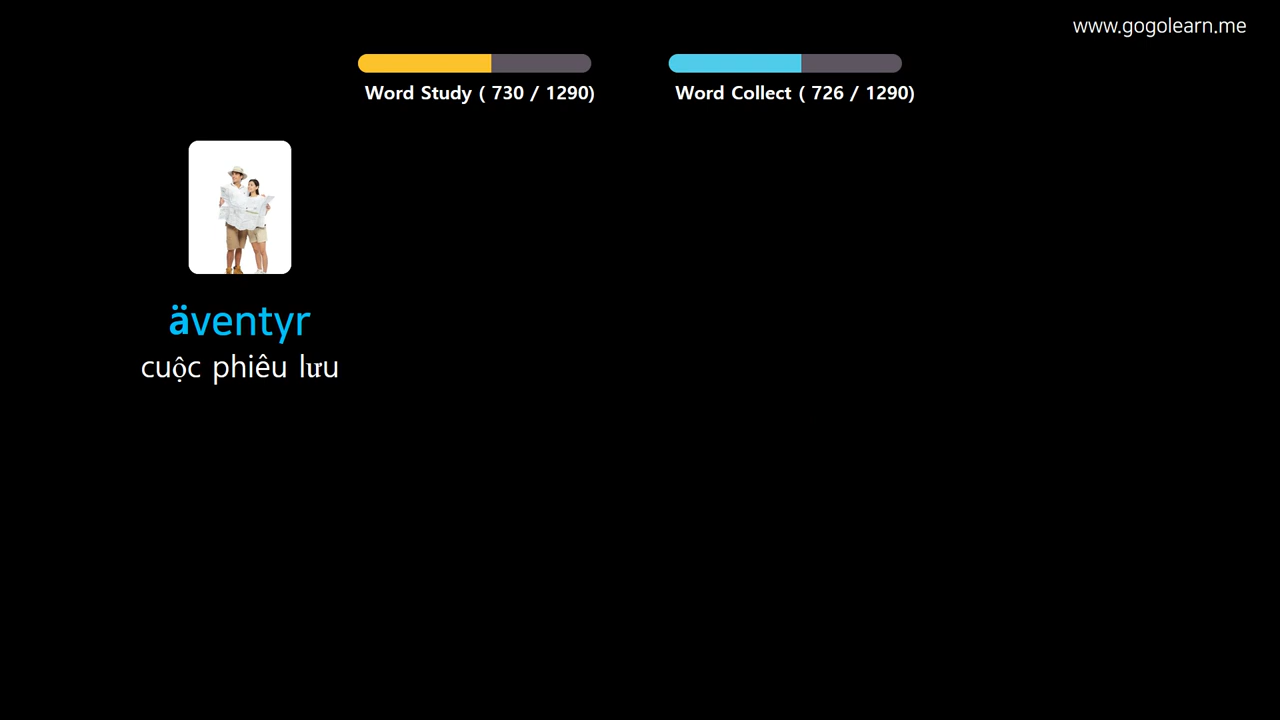 www.gogolearn.me
Word Study ( 730 / 1290)
Word Collect ( 726 / 1290)
äventyr
cuộc phiêu lưu